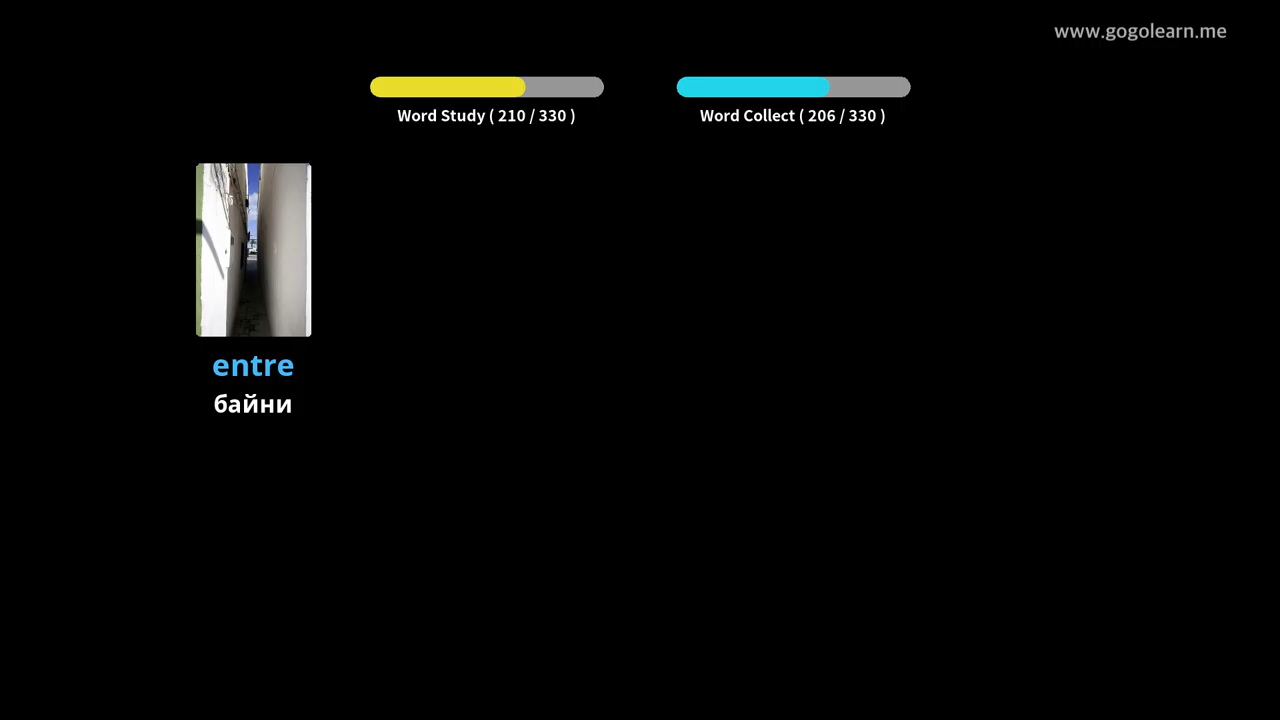 www.gogolearn.me
Word Study ( 210 / 330 )
Word Collect ( 206 / 330 )
entre
байни